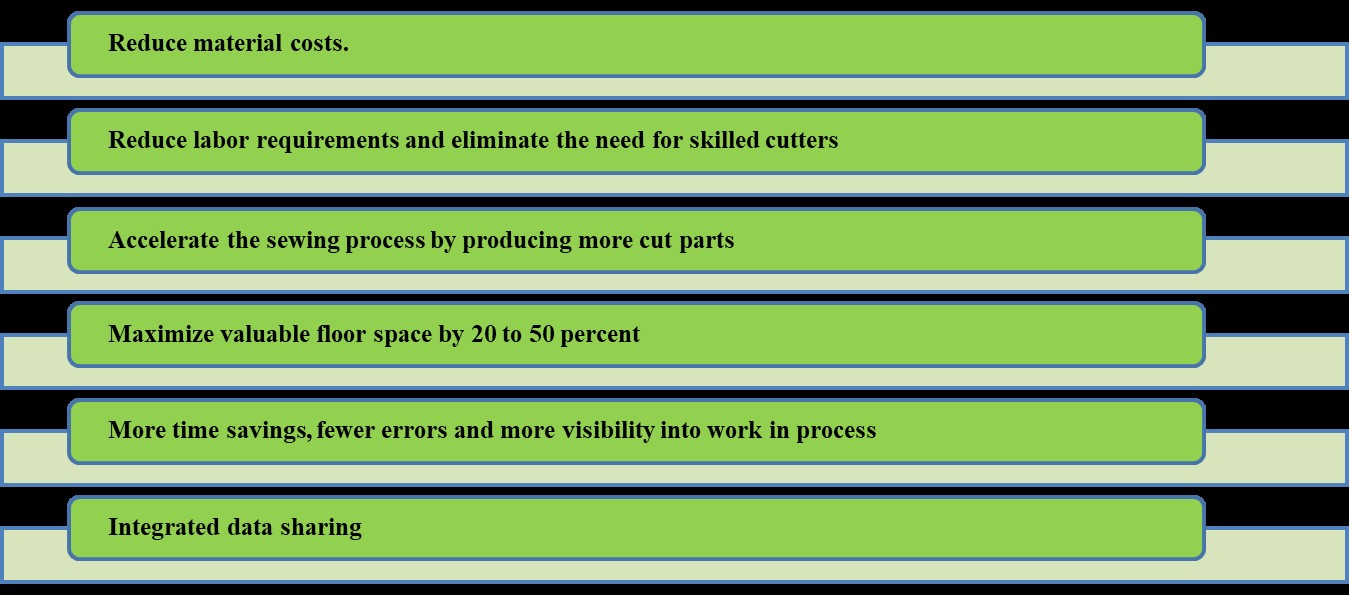 Reduce material costs.
Reduce labor requirements and eliminate the need for skilled cutters
Accelerate the sewing process by producing more cut parts
Maximize valuable floor space by 20 to 50 percent
More time savings, fewer errors and more visibility into work in process
Integrated data sharing